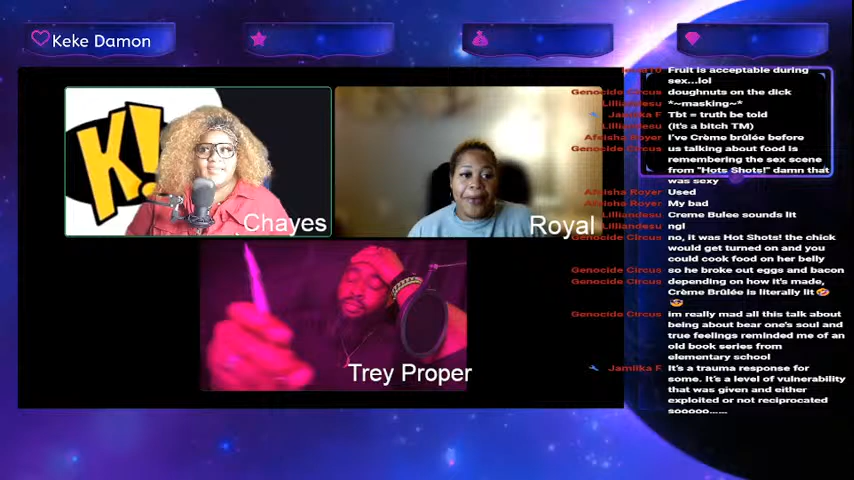 Keke Damon
K!
Chayes
Royal
Trey Proper
Fruit is acceptable during
sex...lol
Genocide Circus doughnuts on the dick
Lilliandesu *~masking~*
Jamiika F Tbt = truth be told
Lilliandesu (it's a bitch TM)
Afeisha Royer I've Crème brûlée before
Genocide Circus us talking about food is
remembering the sex scene
from "Hots Shots!" damn that
was sexy
Afeisha Royer Used
Afeisha Royer My bad
Lilliandesu Creme Bulee sounds lit
Lilliandesu ngl
Genocide Circus no, it was Hot Shots! the chick
would get turned on and you
could cook food on her belly
Genocide Circus so he broke out eggs and bacon
Genocide Circus depending on how it's made,
Crème Brûlée is literally lit 🤣
Genocide Circus im really mad all this talk about
being about bear one's soul and
true feelings reminded me of an
old book series from
elementary school
Jamiika F It's a trauma response for
some. It's a level of vulnerability
that was given and either
exploited or not reciprocated
sooooo......